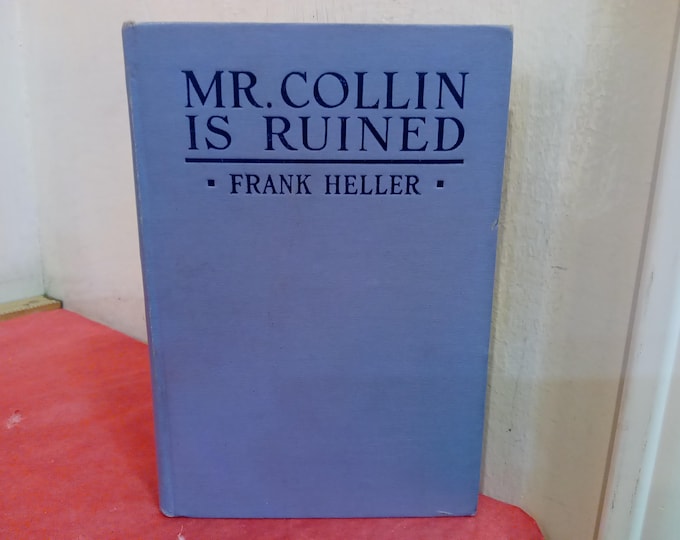 MR. COLLIN
IS RUINED
▪ FRANK HELLER ▪